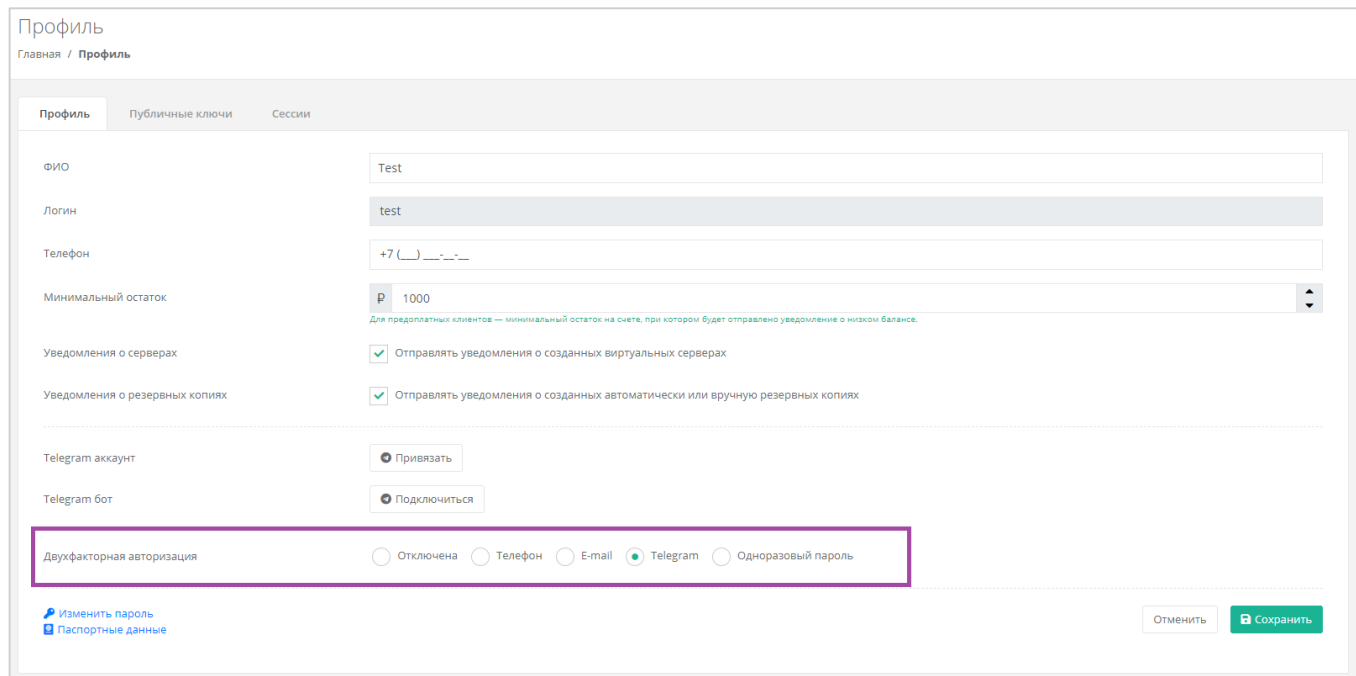 Профиль
Главная / Профиль
Профиль Публичные ключи Сессии
ФИО Test
Логин test
Телефон +7 (___) ___-__-__
Минимальный остаток ₽ 1000
Для предоплатных клиентов — минимальный остаток на счете, при котором будет отправлено уведомление о низком балансе.
Уведомления о серверах Отправлять уведомления о созданных виртуальных серверах
Уведомления о резервных копиях Отправлять уведомления о созданных автоматически или вручную резервных копиях
Telegram аккаунт Привязать
Telegram бот Подключиться
Двухфакторная авторизация Отключена Телефон E-mail Telegram Одноразовый пароль
Изменить пароль
Паспортные данные
Отменить Сохранить